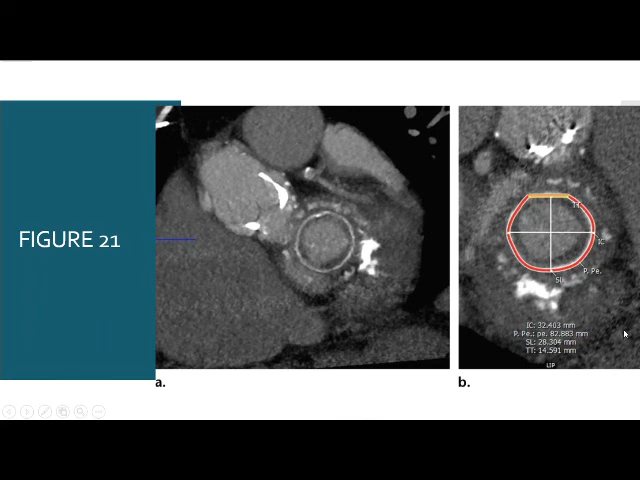 FIGURE 21
TT
IC
P. Pe.
SL
IC: 32.403 mm
P. Pe.: pe. 82.883 mm
SL: 28.304 mm
TT: 14.591 mm
LIP
a.
b.